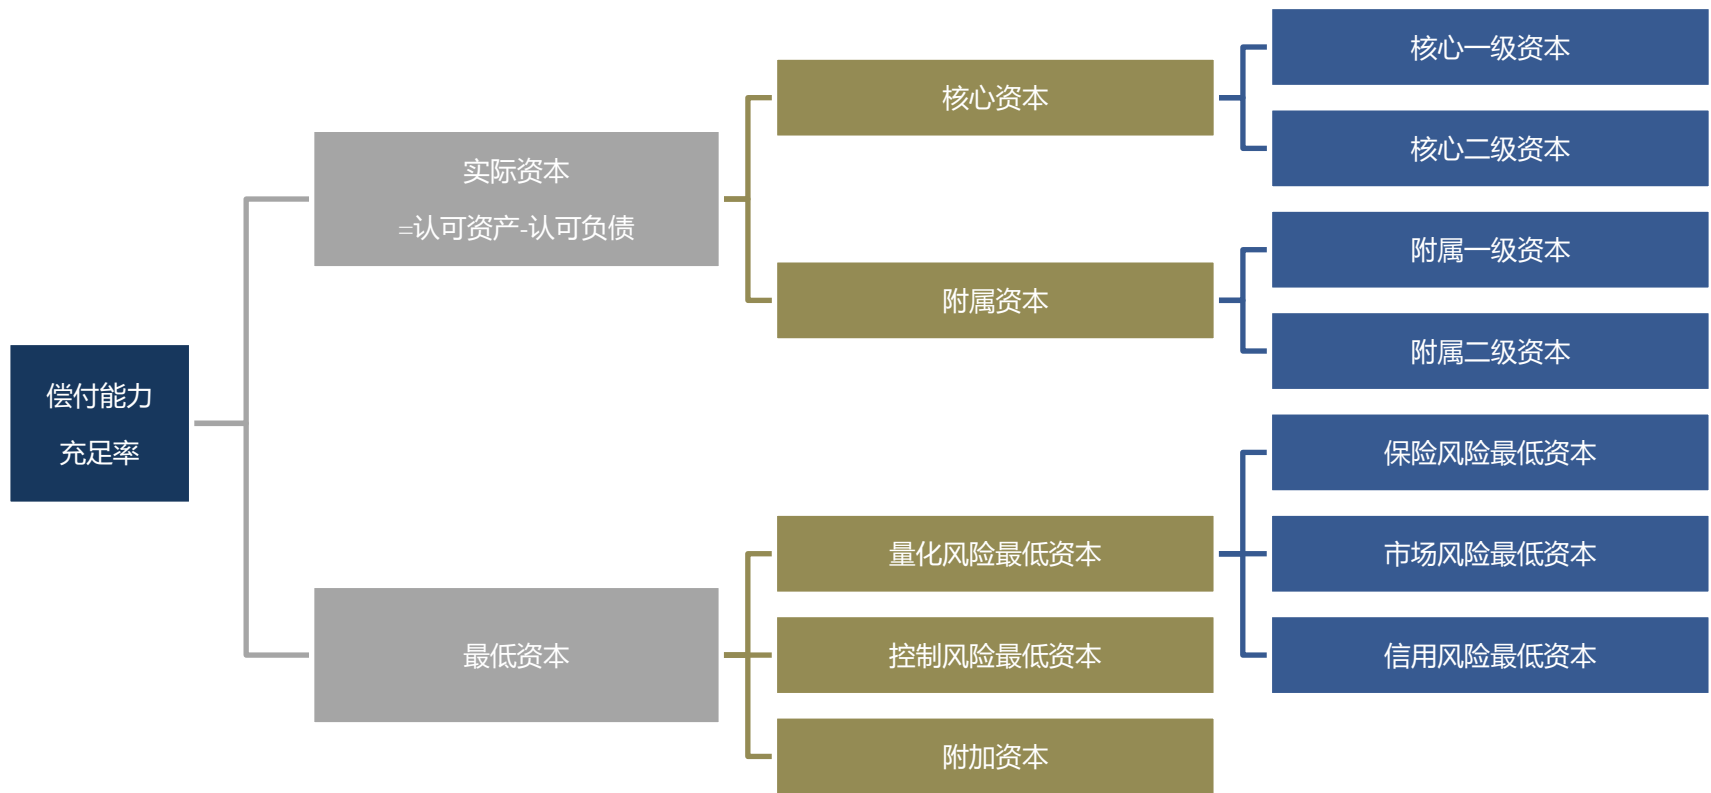 偿付能力
充足率
实际资本
=认可资产-认可负债
核心资本
核心一级资本
核心二级资本
附属资本
附属一级资本
附属二级资本
最低资本
量化风险最低资本
保险风险最低资本
市场风险最低资本
信用风险最低资本
控制风险最低资本
附加资本